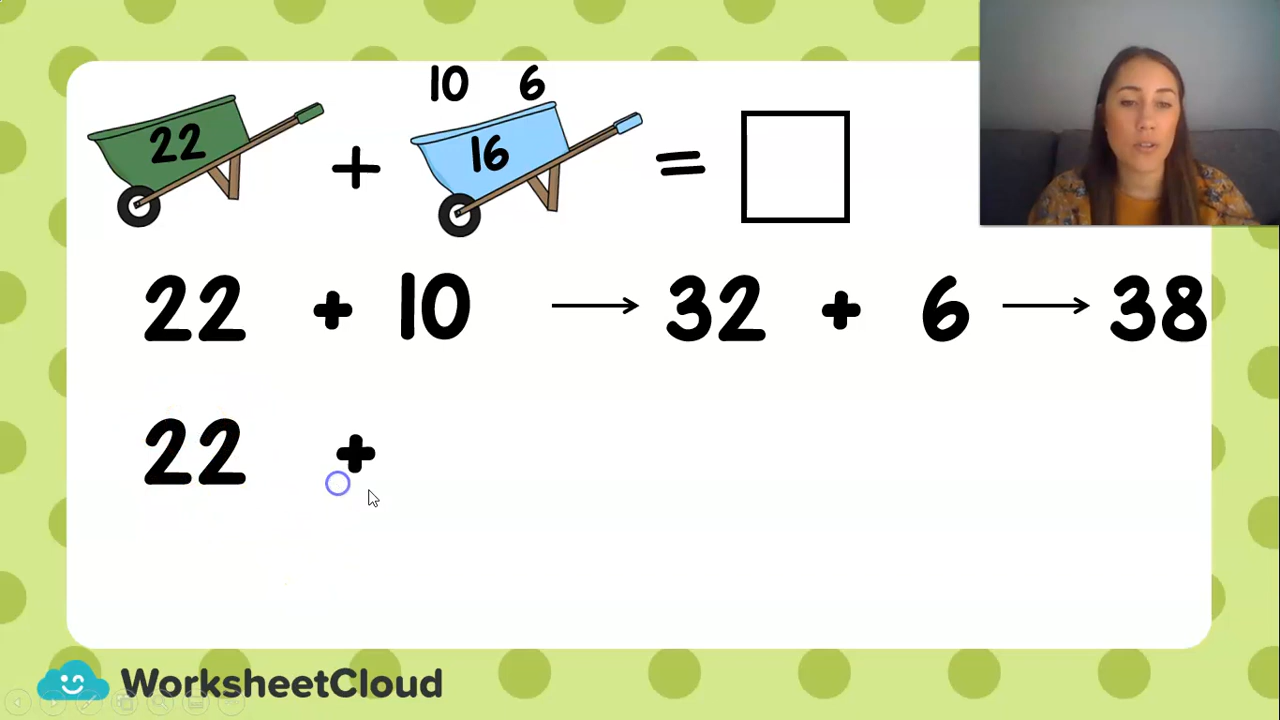 10 6
22 + 16 =
22 + 10 → 32 + 6 → 38
22 +
WorksheetCloud